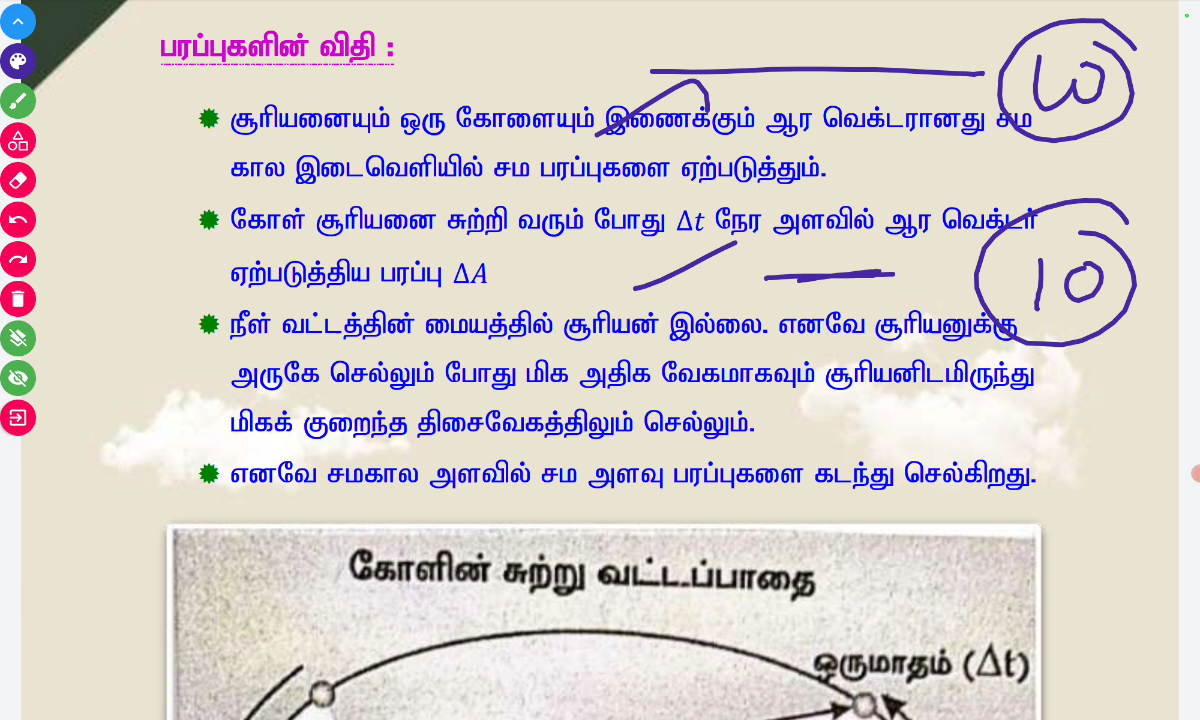 பரப்புகளின் விதி :
சூரியனையும் ஒரு கோளையும் இணைக்கும் ஆர வெக்டரானது சம
கால இடைவெளியில் சம பரப்புகளை ஏற்படுத்தும்.
கோள் சூரியனை சுற்றி வரும் போது Δt நேர அளவில் ஆர வெக்டர்
ஏற்படுத்திய பரப்பு ΔA
10
நீள் வட்டத்தின் மையத்தில் சூரியன் இல்லை. எனவே சூரியனுக்கு
அருகே செல்லும் போது மிக அதிக வேகமாகவும் சூரியனிடமிருந்து
மிகக் குறைந்த திசைவேகத்திலும் செல்லும்.
எனவே சமகால அளவில் சம அளவு பரப்புகளை கடந்து செல்கிறது.
கோளின் சுற்று வட்டப்பாதை
ஒருமாதம் (Δt)